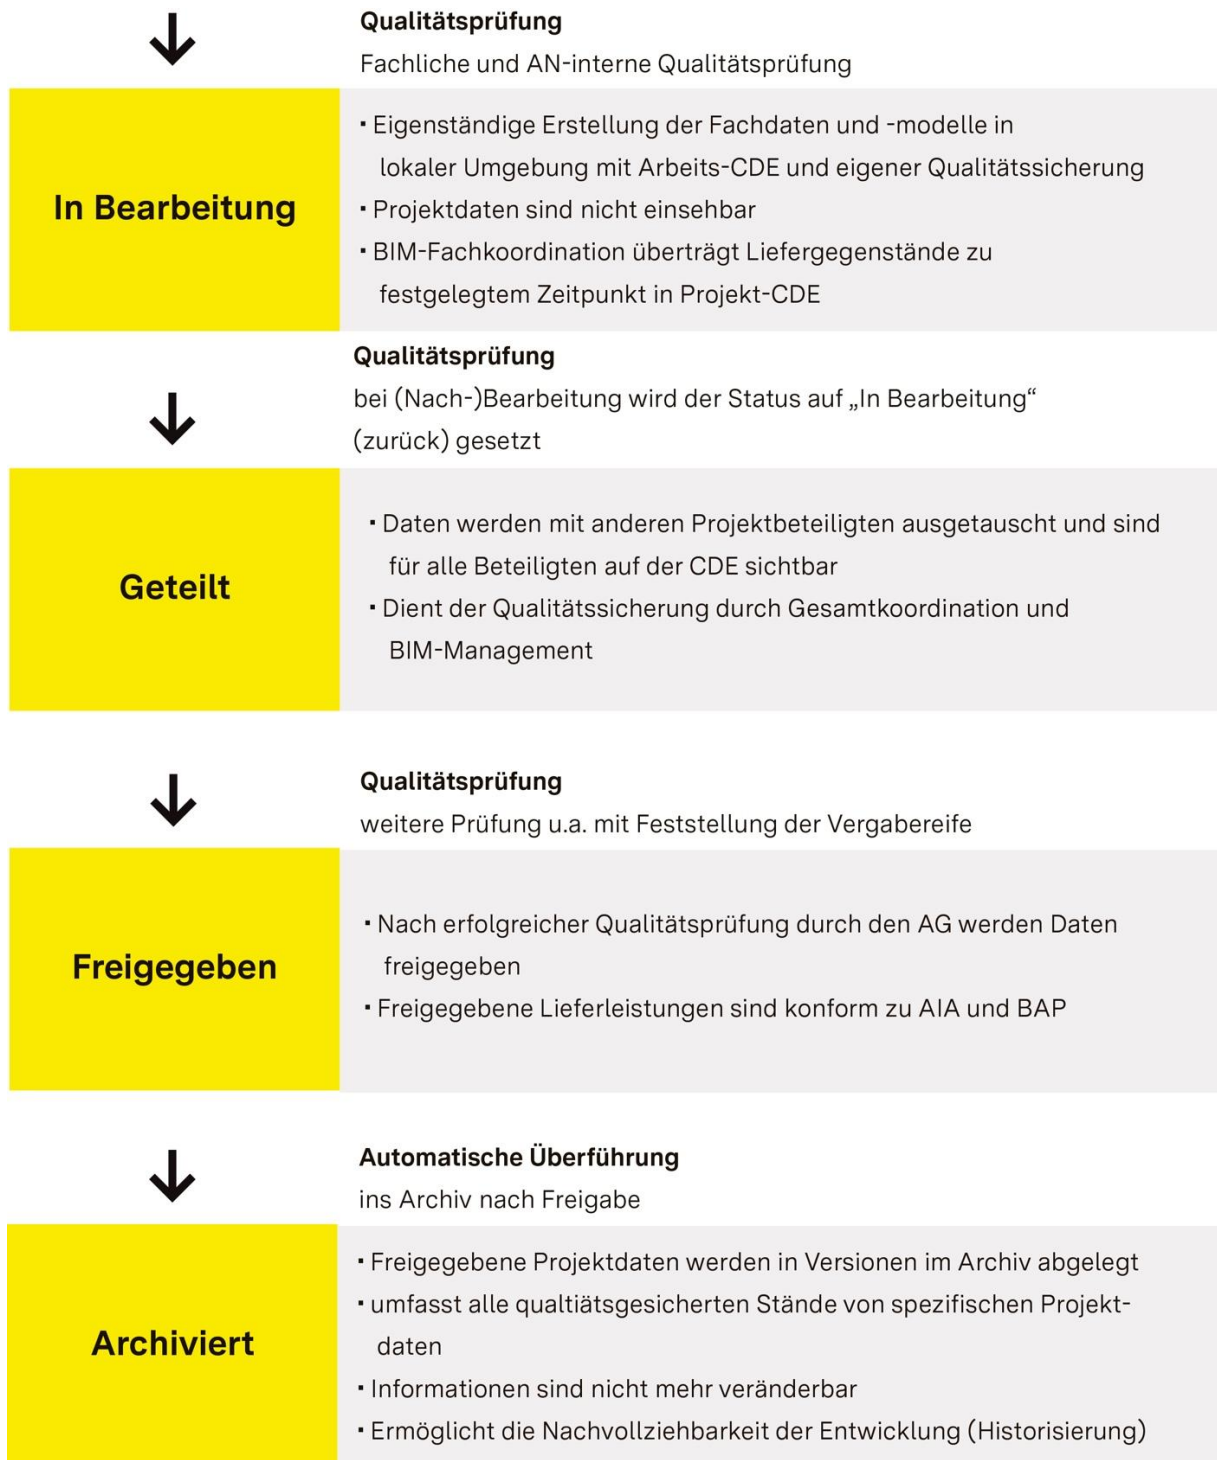 Qualitätsprüfung
Fachliche und AN-interne Qualitätsprüfung
In Bearbeitung
· Eigenständige Erstellung der Fachdaten und -modelle in
lokaler Umgebung mit Arbeits-CDE und eigener Qualitätssicherung
· Projektdaten sind nicht einsehbar
· BIM-Fachkoordination überträgt Liefergegenstände zu
festgelegtem Zeitpunkt in Projekt-CDE
Qualitätsprüfung
bei (Nach-)Bearbeitung wird der Status auf „In Bearbeitung“
(zurück) gesetzt
Geteilt
· Daten werden mit anderen Projektbeteiligten ausgetauscht und sind
für alle Beteiligten auf der CDE sichtbar
· Dient der Qualitätssicherung durch Gesamtkoordination und
BIM-Management
Qualitätsprüfung
weitere Prüfung u.a. mit Feststellung der Vergabereife
Freigegeben
· Nach erfolgreicher Qualitätsprüfung durch den AG werden Daten
freigegeben
· Freigegebene Lieferleistungen sind konform zu AIA und BAP
Automatische Überführung
ins Archiv nach Freigabe
Archiviert
· Freigegebene Projektdaten werden in Versionen im Archiv abgelegt
· umfasst alle qualtiätsgesicherten Stände von spezifischen Projekt-
daten
· Informationen sind nicht mehr veränderbar
· Ermöglicht die Nachvollziehbarkeit der Entwicklung (Historisierung)